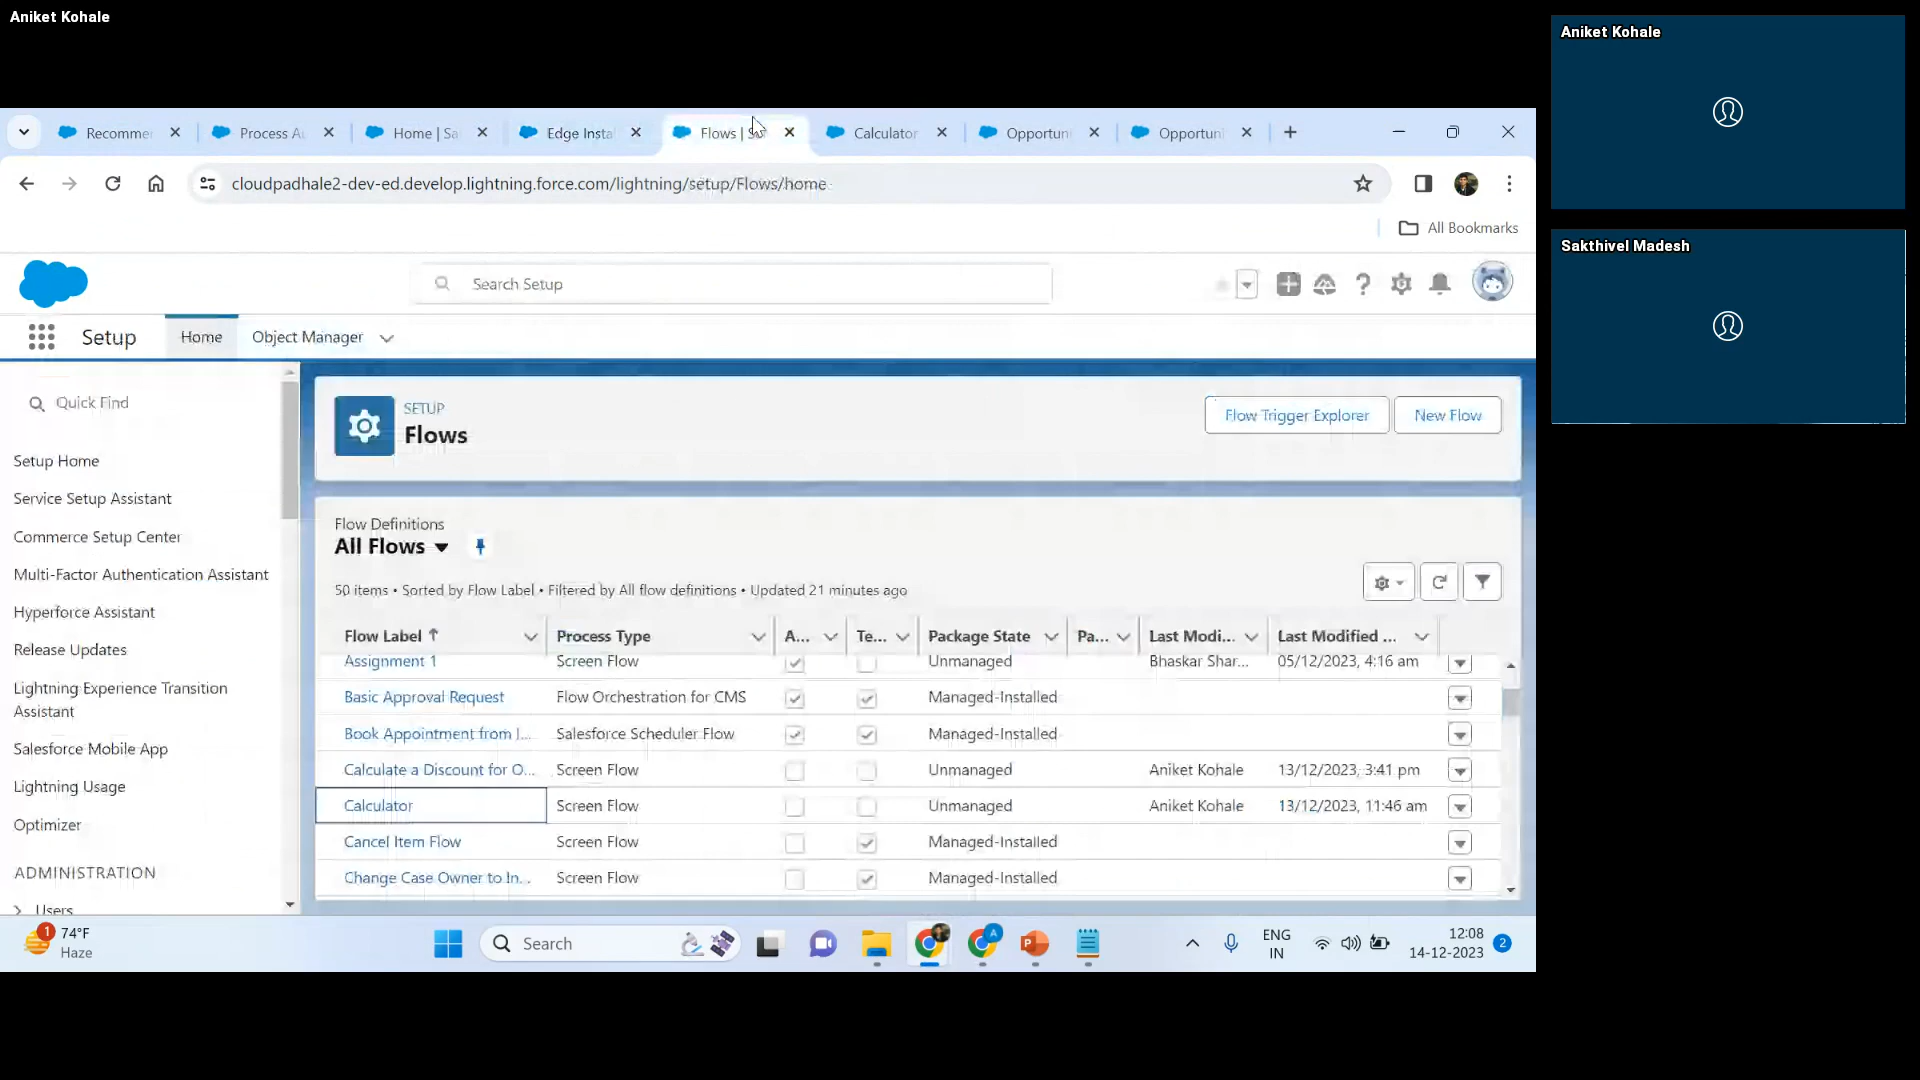 Aniket Kohale
Aniket Kohale
Sakthivel Madesh
Recomme
Process A
Home | Sa
Edge Insta
Flows |
Calculator
Opportun
Opportun
cloudpadhale2-dev-ed.develop.lightning.force.com/lightning/setup/Flows/home
All Bookmarks
Search Setup
Setup
Home
Object Manager
Quick Find
Setup Home
Service Setup Assistant
Commerce Setup Center
Multi-Factor Authentication Assistant
Hyperforce Assistant
Release Updates
Lightning Experience Transition
Assistant
Salesforce Mobile App
Lightning Usage
Optimizer
ADMINISTRATION
Users
SETUP
Flows
Flow Trigger Explorer
New Flow
Flow Definitions
All Flows
50 items • Sorted by Flow Label • Filtered by All flow definitions • Updated 21 minutes ago
Flow Label ↑ Process Type A... Te... Package State Pa... Last Modi... Last Modified ...
Assignment 1 Screen Flow Unmanaged Bhaskar Shar... 05/12/2023, 4:16 am
Basic Approval Request Flow Orchestration for CMS Managed-Installed
Book Appointment from I... Salesforce Scheduler Flow Managed-Installed
Calculate a Discount for O... Screen Flow Unmanaged Aniket Kohale 13/12/2023, 3:41 pm
Calculator Screen Flow Unmanaged Aniket Kohale 13/12/2023, 11:46 am
Cancel Item Flow Screen Flow Managed-Installed
Change Case Owner to In... Screen Flow Managed-Installed
1
74°F
Haze
Search
A
ENG
IN
12:08
14-12-2023
2